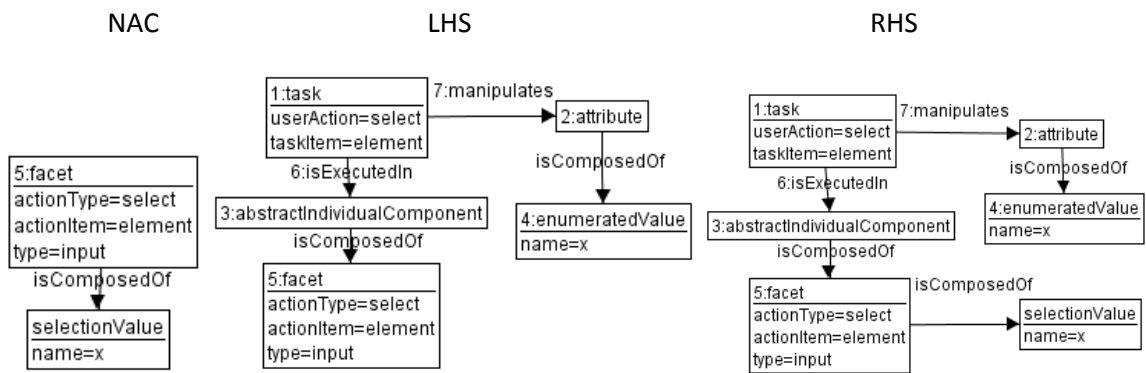 NAC
LHS
RHS
5:facet
actionType=select
actionItem=element
type=input
isComposedOf
selectionValue
name=x
1:task
userAction=select
taskItem=element
7:manipulates
2:attribute
isComposedOf
4:enumeratedValue
name=x
6:isExecutedIn
3:abstractIndividualComponent
isComposedOf
5:facet
actionType=select
actionItem=element
type=input
1:task
userAction=select
taskItem=element
7:manipulates
2:attribute
isComposedOf
4:enumeratedValue
name=x
6:isExecutedIn
3:abstractIndividualComponent
isComposedOf
5:facet
actionType=select
actionItem=element
type=input
isComposedOf
selectionValue
name=x